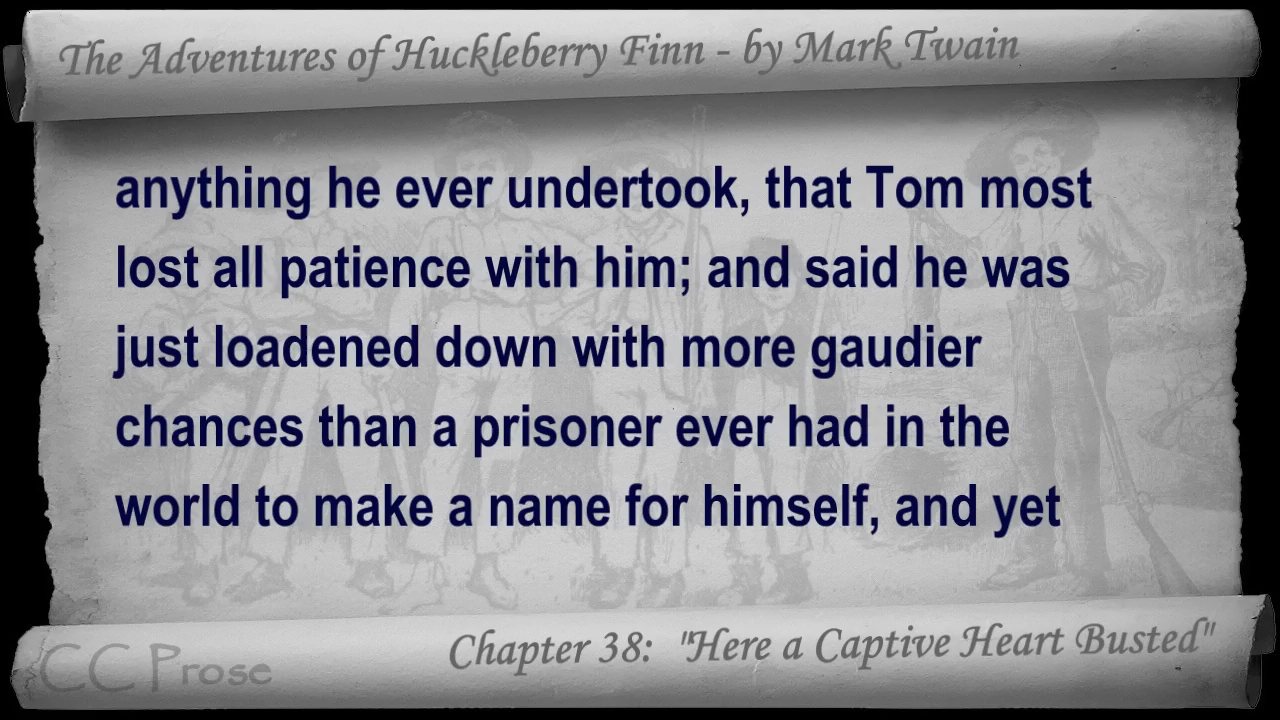 The Adventures of Huckleberry Finn - by Mark Twain
anything he ever undertook, that Tom most
lost all patience with him; and said he was
just loadened down with more gaudier
chances than a prisoner ever had in the
world to make a name for himself, and yet
Chapter 38: "Here a Captive Heart Busted"
CC Prose